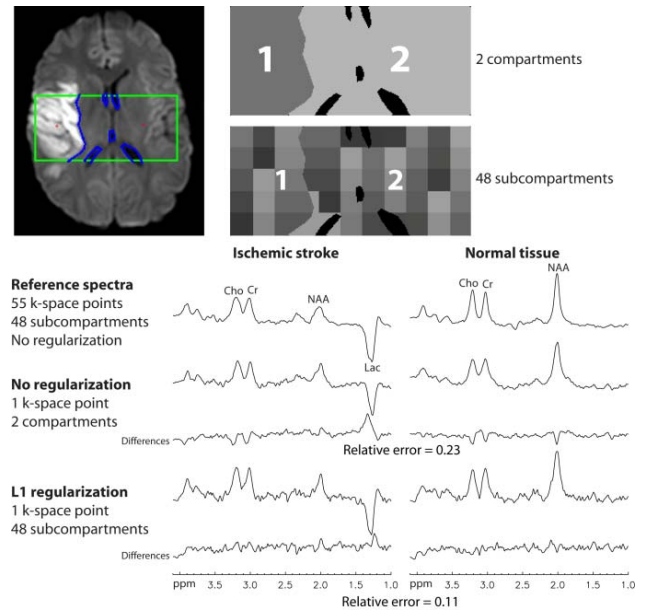 1
2
2 compartments
1
2
48 subcompartments
Ischemic stroke
Normal tissue
Reference spectra
55 k-space points
48 subcompartments
No regularization
Cho Cr
NAA
Lac
Cho Cr
NAA
No regularization
1 k-space point
2 compartments
Differences
Relative error = 0.23
L1 regularization
1 k-space point
48 subcompartments
Differences
ppm 3.5 3.0 2.5 2.0 1.5 1.0
ppm 3.5 3.0 2.5 2.0 1.5 1.0
Relative error = 0.11